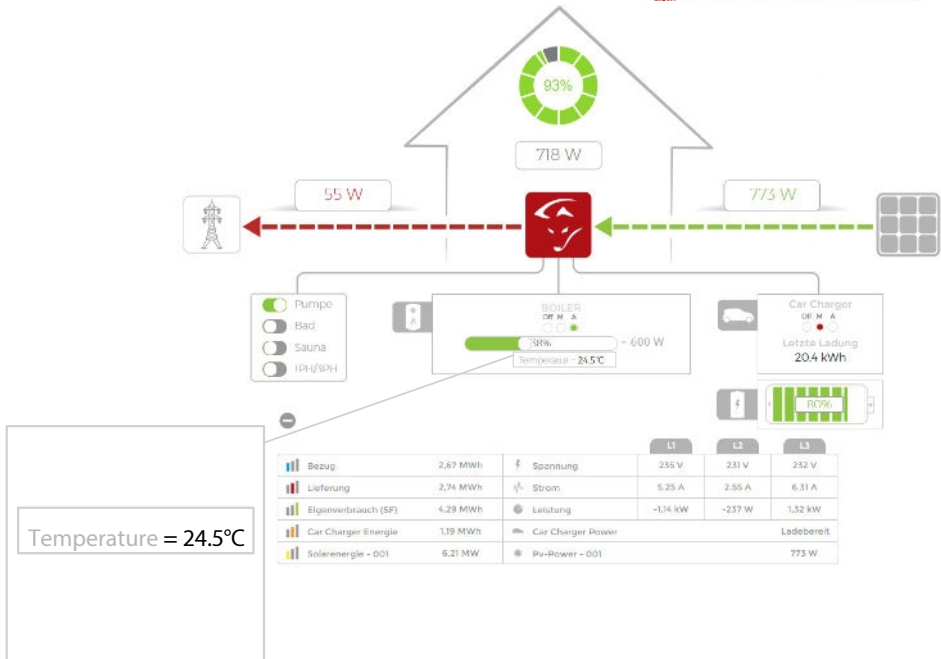 93%
718 W
55 W
773 W
Pumpe
Bad
Sauna
1PH/3PH
BOILER
Off M A
38%
~ 600 W
Temperatur = 24.5°C
Car Charger
Off M A
Letzte Ladung
20.4 kWh
80%
Temperature = 24.5°C
L1 L2 L3
Bezug 2,67 MWh Spannung 235 V 231 V 232 V
Lieferung 2,74 MWh Strom 5.25 A 2.55 A 6.31 A
Eigenverbrauch (SF) 4,29 MWh Leistung -1,14 kW -237 W 1,32 kW
Car Charger Energie 1,19 MWh Car Charger Power Ladebereit
Solarenergie - 001 6.21 MW Pv-Power - 001 773 W